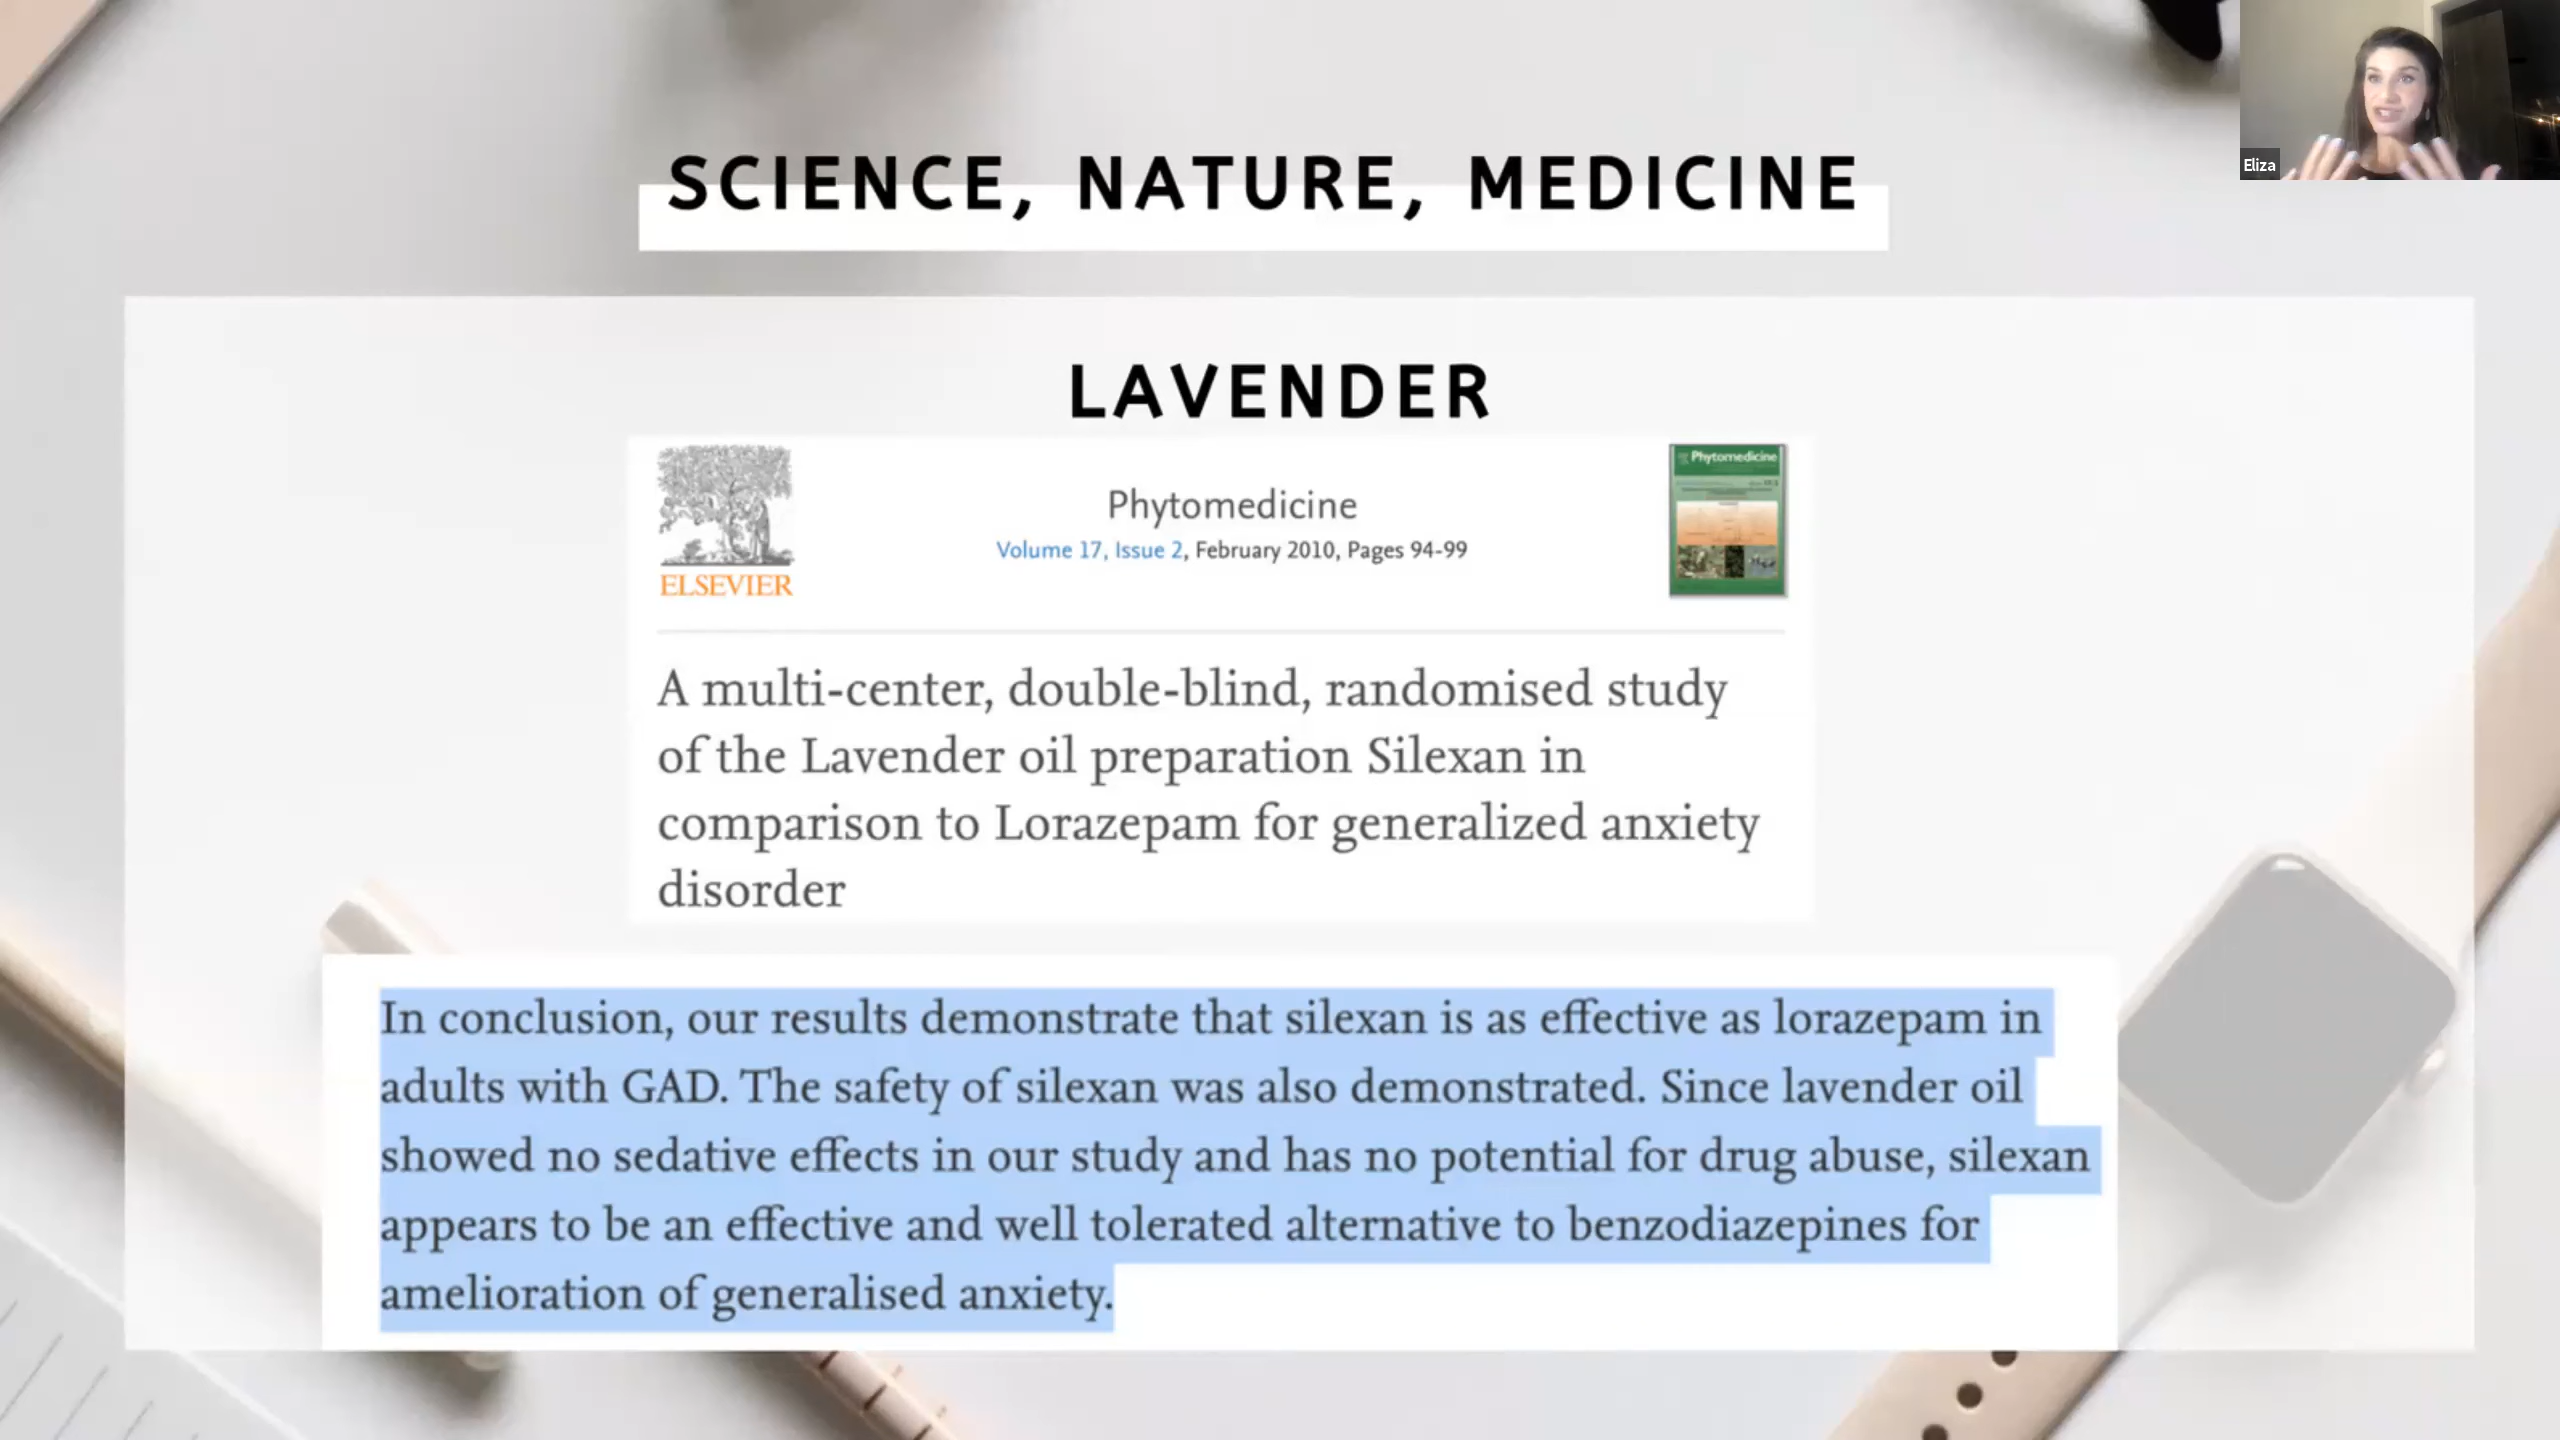 SCIENCE, NATURE, MEDICINE
Eliza
LAVENDER
ELSEVIER
Phytomedicine
Volume 17, Issue 2, February 2010, Pages 94-99
Phytomedicine
A multi-center, double-blind, randomised study
of the Lavender oil preparation Silexan in
comparison to Lorazepam for generalized anxiety
disorder
In conclusion, our results demonstrate that silexan is as effective as lorazepam in
adults with GAD. The safety of silexan was also demonstrated. Since lavender oil
showed no sedative effects in our study and has no potential for drug abuse, silexan
appears to be an effective and well tolerated alternative to benzodiazepines for
amelioration of generalised anxiety.